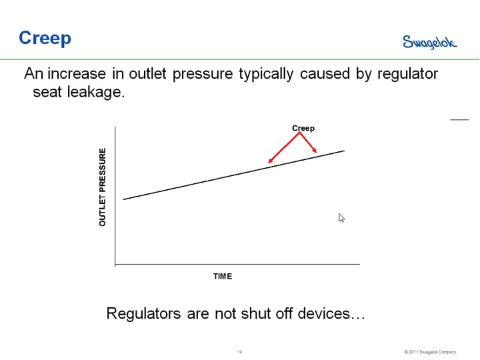 Creep
Swagelok
An increase in outlet pressure typically caused by regulator
seat leakage.
Creep
OUTLET PRESSURE
TIME
Regulators are not shut off devices…
14
© 2011 Swagelok Company